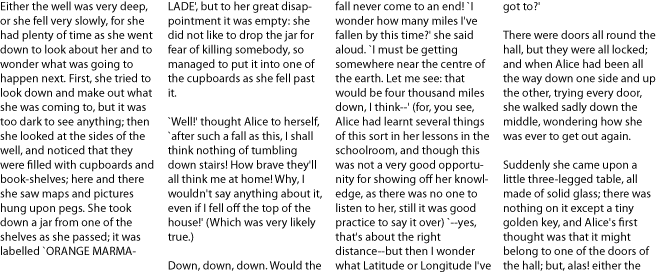 Either the well was very deep,
or she fell very slowly, for she
had plenty of time as she went
down to look about her and to
wonder what was going to
happen next. First, she tried to
look down and make out what
she was coming to, but it was
too dark to see anything; then
she looked at the sides of the
well, and noticed that they
were filled with cupboards and
book-shelves; here and there
she saw maps and pictures
hung upon pegs. She took
down a jar from one of the
shelves as she passed; it was
labelled `ORANGE MARMA-
LADE', but to her great disap-
pointment it was empty: she
did not like to drop the jar for
fear of killing somebody, so
managed to put it into one of
the cupboards as she fell past
it.
`Well!' thought Alice to herself,
`after such a fall as this, I shall
think nothing of tumbling
down stairs! How brave they'll
all think me at home! Why, I
wouldn't say anything about it,
even if I fell off the top of the
house!' (Which was very likely
true.)
Down, down, down. Would the
fall never come to an end! `I
wonder how many miles I've
fallen by this time?' she said
aloud. `I must be getting
somewhere near the centre of
the earth. Let me see: that
would be four thousand miles
down, I think--' (for, you see,
Alice had learnt several things
of this sort in her lessons in the
schoolroom, and though this
was not a very good opportu-
nity for showing off her knowl-
edge, as there was no one to
listen to her, still it was good
practice to say it over) `--yes,
that's about the right
distance--but then I wonder
what Latitude or Longitude I've
got to?'
There were doors all round the
hall, but they were all locked;
and when Alice had been all
the way down one side and up
the other, trying every door,
she walked sadly down the
middle, wondering how she
was ever to get out again.
Suddenly she came upon a
little three-legged table, all
made of solid glass; there was
nothing on it except a tiny
golden key, and Alice's first
thought was that it might
belong to one of the doors of
the hall; but, alas! either the